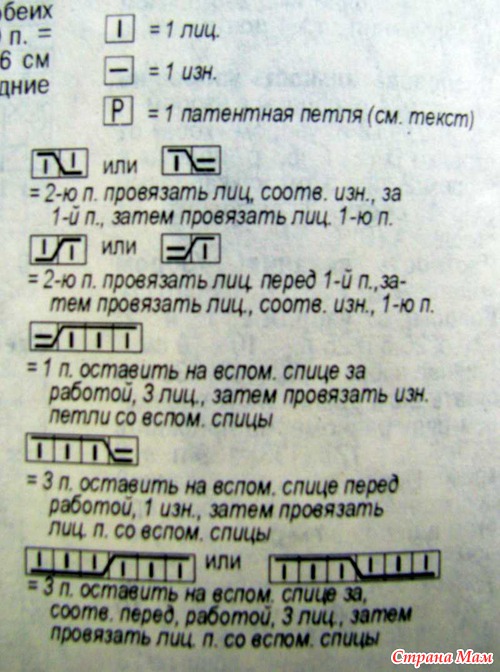 обеих
п. =
6 см
дние
I = 1 лиц.
— = 1 изн.
P = 1 патентная петля (см. текст)
или
= 2-ю п. провязать лиц, соотв. изн., за
1-й п., затем провязать лиц. 1-ю п.
или
= 2-ю п. провязать лиц. перед 1-й п.,за-
тем провязать лиц., соотв. изн., 1-ю п.
= 1 п. оставить на вспом. спице за
работой, 3 лиц., затем провязать изн.
петли со вспом. спицы
= 3 п. оставить на вспом. спице перед
работой, 1 изн., затем провязать
лиц. п. со вспом. спицы
или
= 3 п. оставить на вспом. спице за,
соотв. перед, работой, 3 лиц., затем
провязать лиц. п. со вспом. спицы
Страна Мам